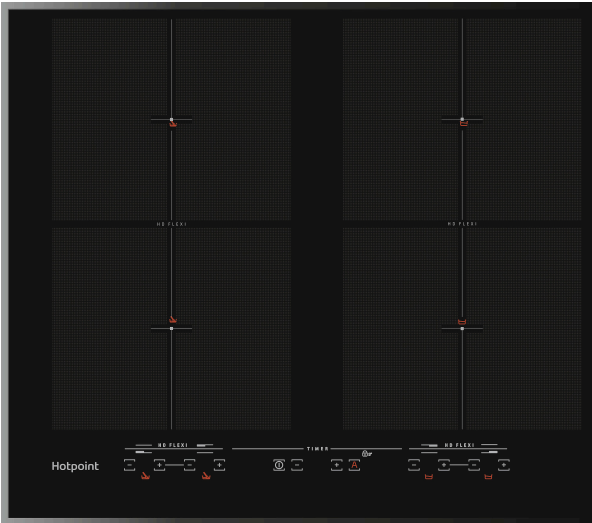 HD FLEXI
HD FLEXI
HD FLEXI
TIMER
HD FLEXI
Hotpoint
- + - + - + A - + - +